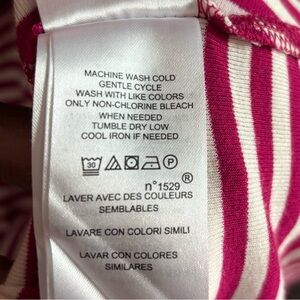 MACHINE WASH COLD
GENTLE CYCLE
WASH WITH LIKE COLORS
ONLY NON-CHLORINE BLEACH
WHEN NEEDED
TUMBLE DRY LOW
COOL IRON IF NEEDED
30 P
n°1529
LAVER AVEC DES COULEURS
SEMBLABLES
LAVARE CON COLORI SIMILI
LAVAR CON COLORES
SIMILARES